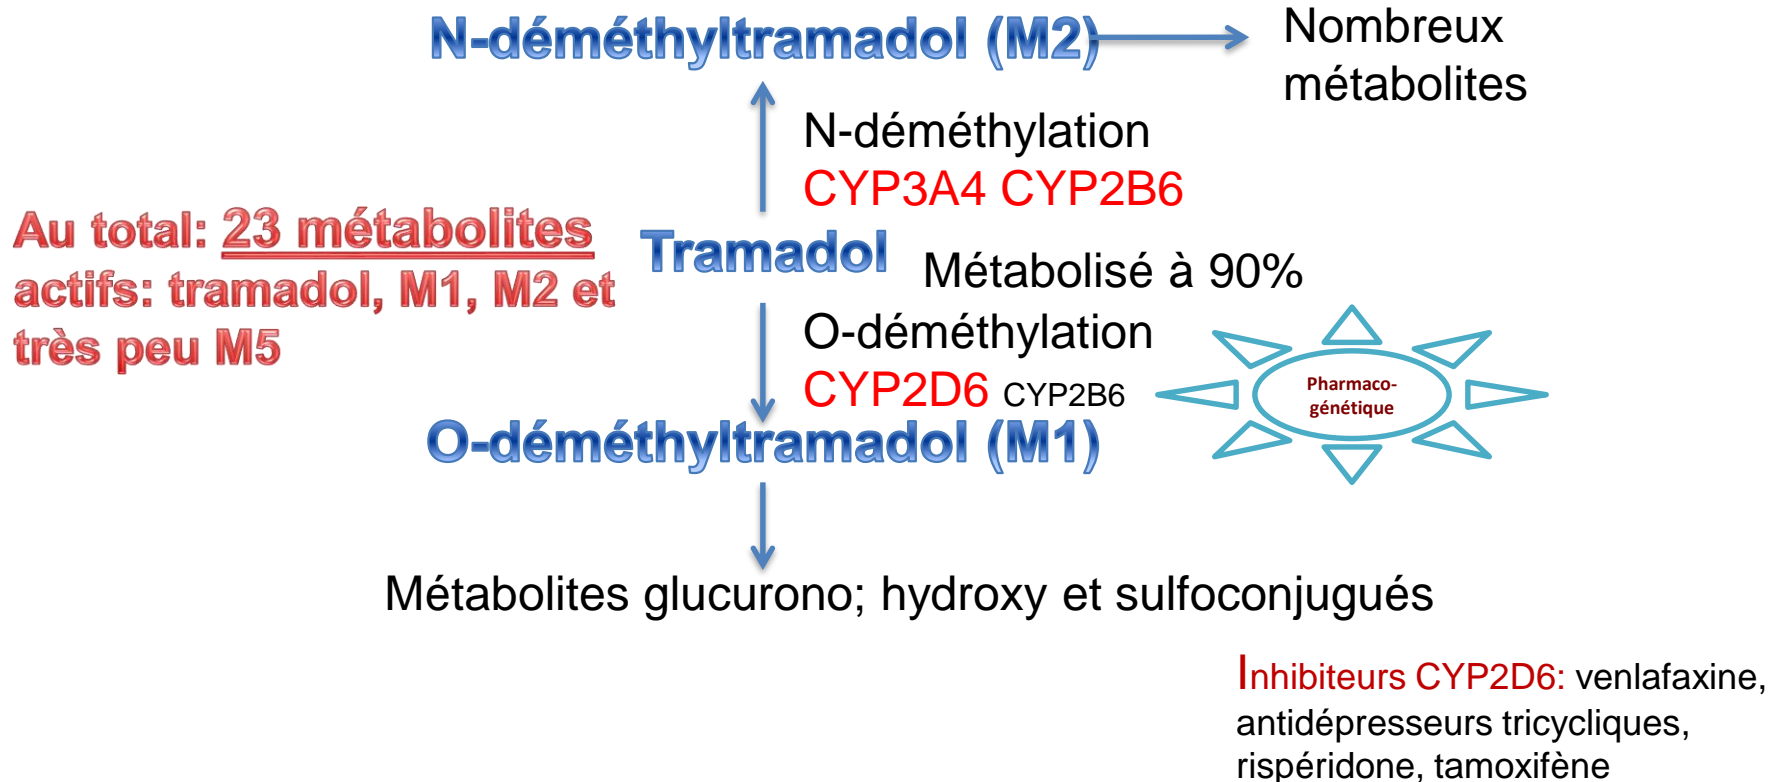 N-déméthyltramadol (M2)
Nombreux
métabolites
N-déméthylation
CYP3A4 CYP2B6
Au total: 23 métabolites
actifs: tramadol, M1, M2 et
très peu M5
Tramadol
Métabolisé à 90%
O-déméthylation
CYP2D6 CYP2B6
Pharmaco-
génétique
O-déméthyltramadol (M1)
Métabolites glucurono; hydroxy et sulfoconjugués
Inhibiteurs CYP2D6: venlafaxine,
antidépresseurs tricycliques,
rispéridone, tamoxifène